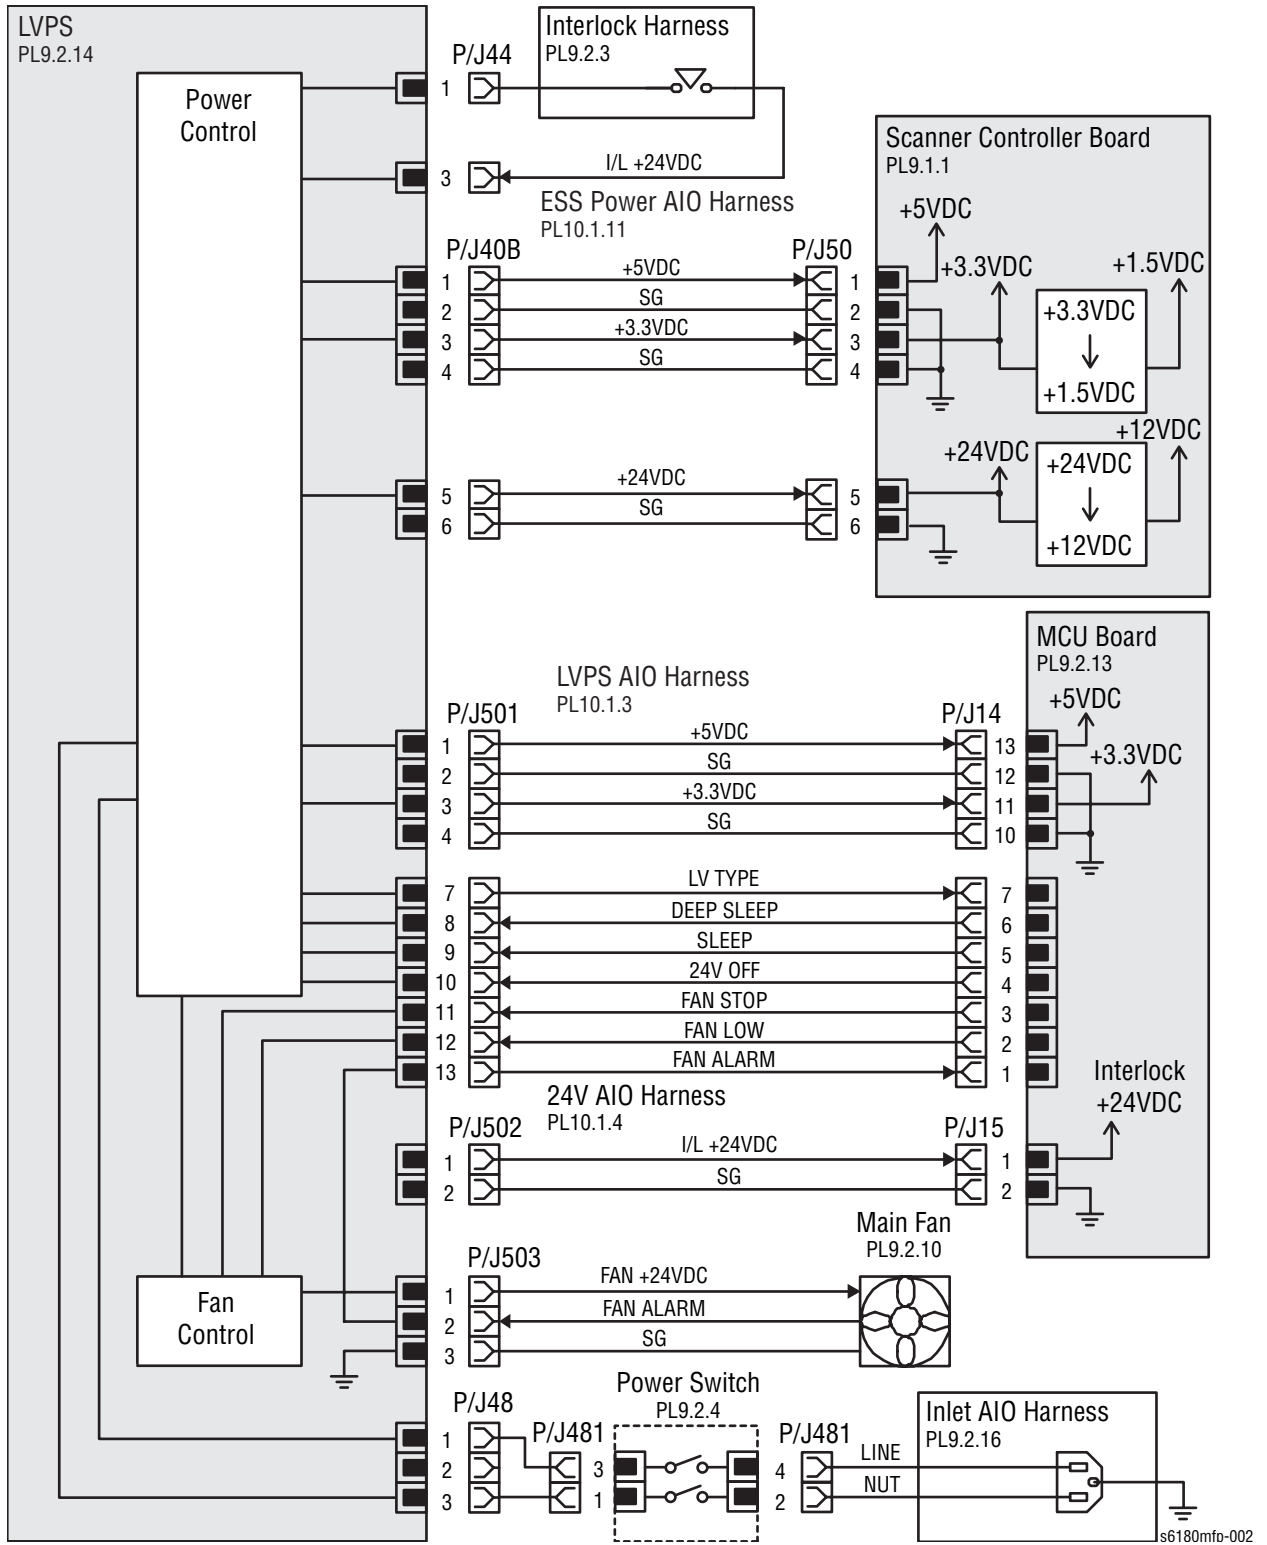 LVPS
PL9.2.14
Power
Control
P/J44
1
3
Interlock Harness
PL9.2.3
I/L +24VDC
ESS Power AIO Harness
PL10.1.11
P/J40B
P/J50
1
+5VDC
1
2
SG
2
3
+3.3VDC
3
4
SG
4
5
+24VDC
5
6
SG
6
Scanner Controller Board
PL9.1.1
+5VDC
+3.3VDC
+1.5VDC
+3.3VDC
+1.5VDC
+24VDC
+12VDC
+24VDC
+12VDC
LVPS AIO Harness
PL10.1.3
P/J501
P/J14
1
+5VDC
13
2
SG
12
3
+3.3VDC
11
4
SG
10
7
LV TYPE
7
8
DEEP SLEEP
6
9
SLEEP
5
10
24V OFF
4
11
FAN STOP
3
12
FAN LOW
2
13
FAN ALARM
1
MCU Board
PL9.2.13
+5VDC
+3.3VDC
Interlock
+24VDC
24V AIO Harness
PL10.1.4
P/J502
P/J15
1
I/L +24VDC
1
2
SG
2
Main Fan
PL9.2.10
P/J503
1
FAN +24VDC
2
FAN ALARM
3
SG
Fan
Control
P/J48
1
2
3
P/J481
3
1
Power Switch
PL9.2.4
P/J481
4
2
LINE
NUT
Inlet AIO Harness
PL9.2.16
s6180mfp-002